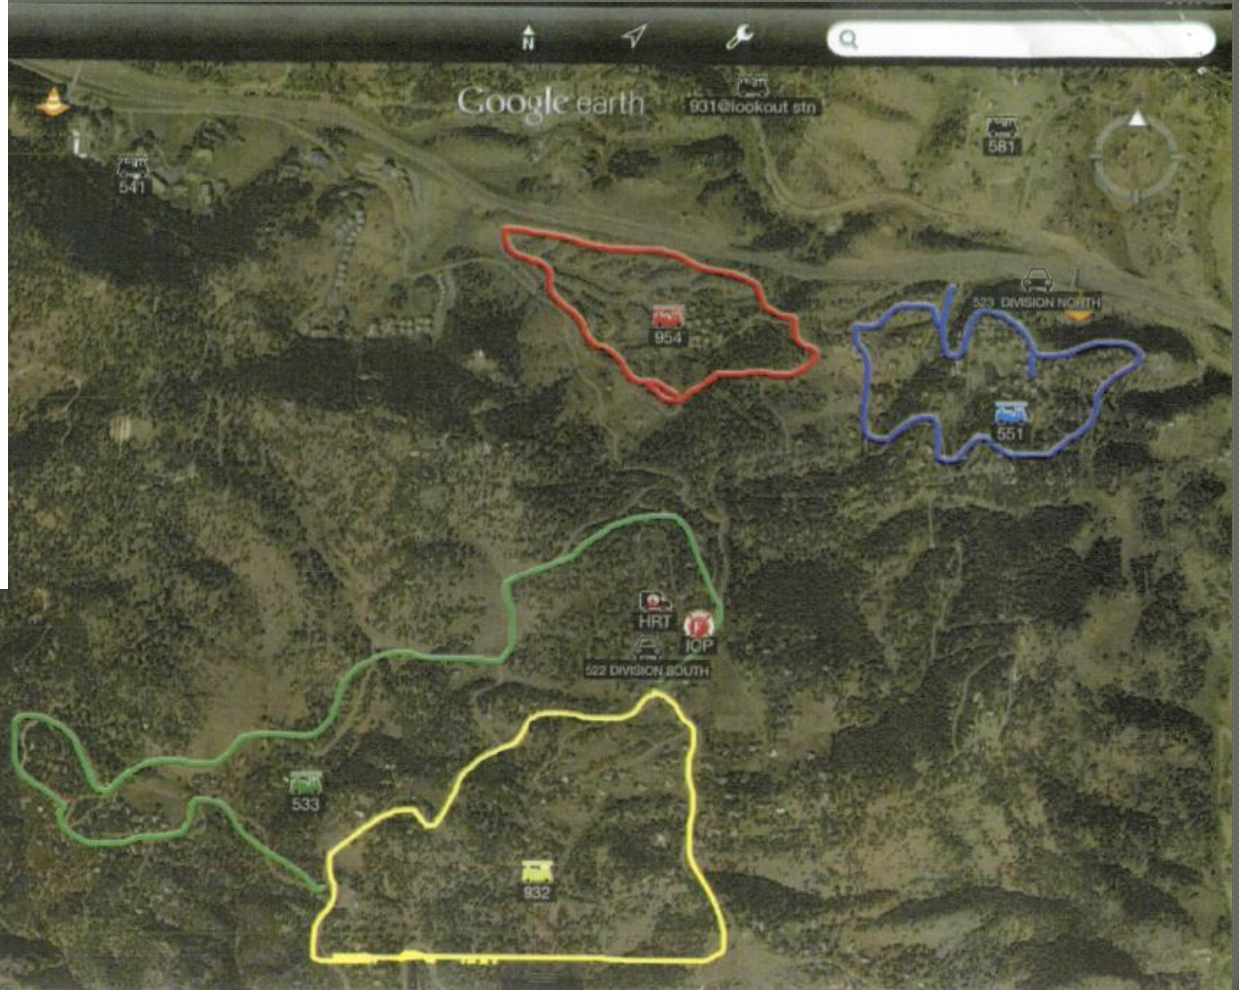 N
Google earth
931@lookout stn
581
541
523 DIVISION NORTH
954
551
HRT
F
ICP
522 DIVISION SOUTH
533
932